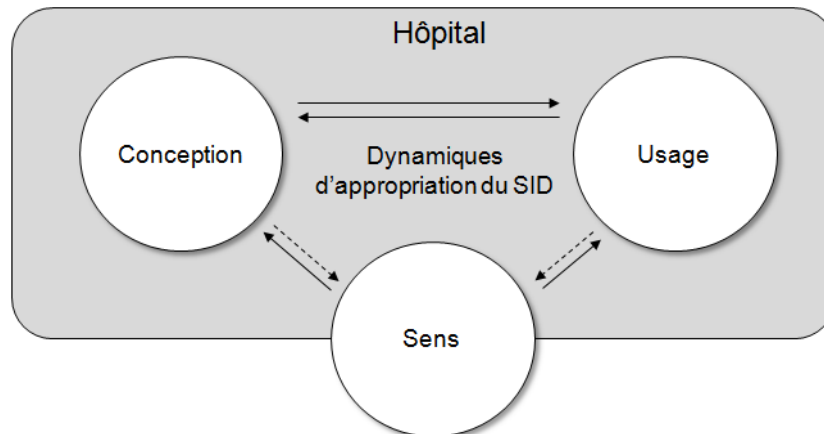 Hôpital
Conception
Dynamiques
d'appropriation du SID
Usage
Sens